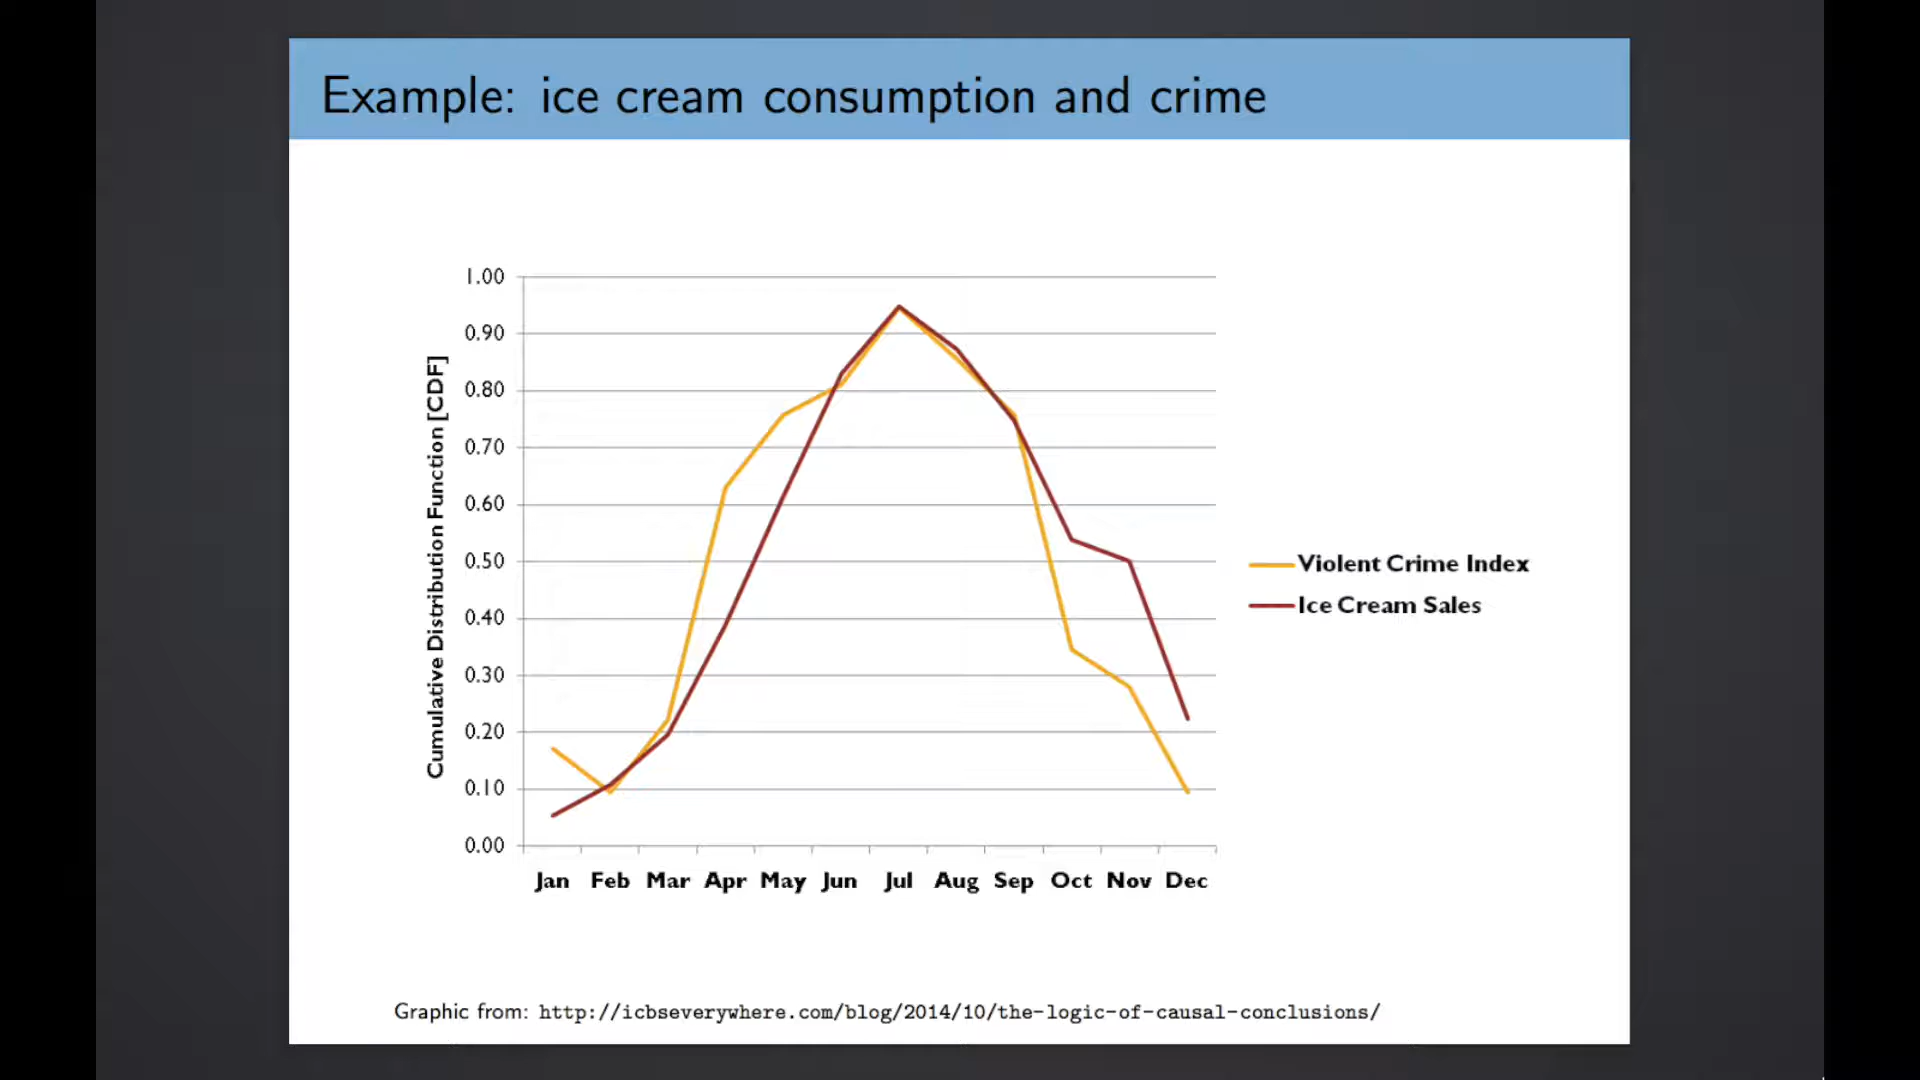 Example: ice cream consumption and crime
Cumulative Distribution Function [CDF]
1.00
0.90
0.80
0.70
0.60
0.50
0.40
0.30
0.20
0.10
0.00
Jan Feb Mar Apr May Jun Jul Aug Sep Oct Nov Dec
Violent Crime Index
Ice Cream Sales
Graphic from: http://icbseverywhere.com/blog/2014/10/the-logic-of-causal-conclusions/